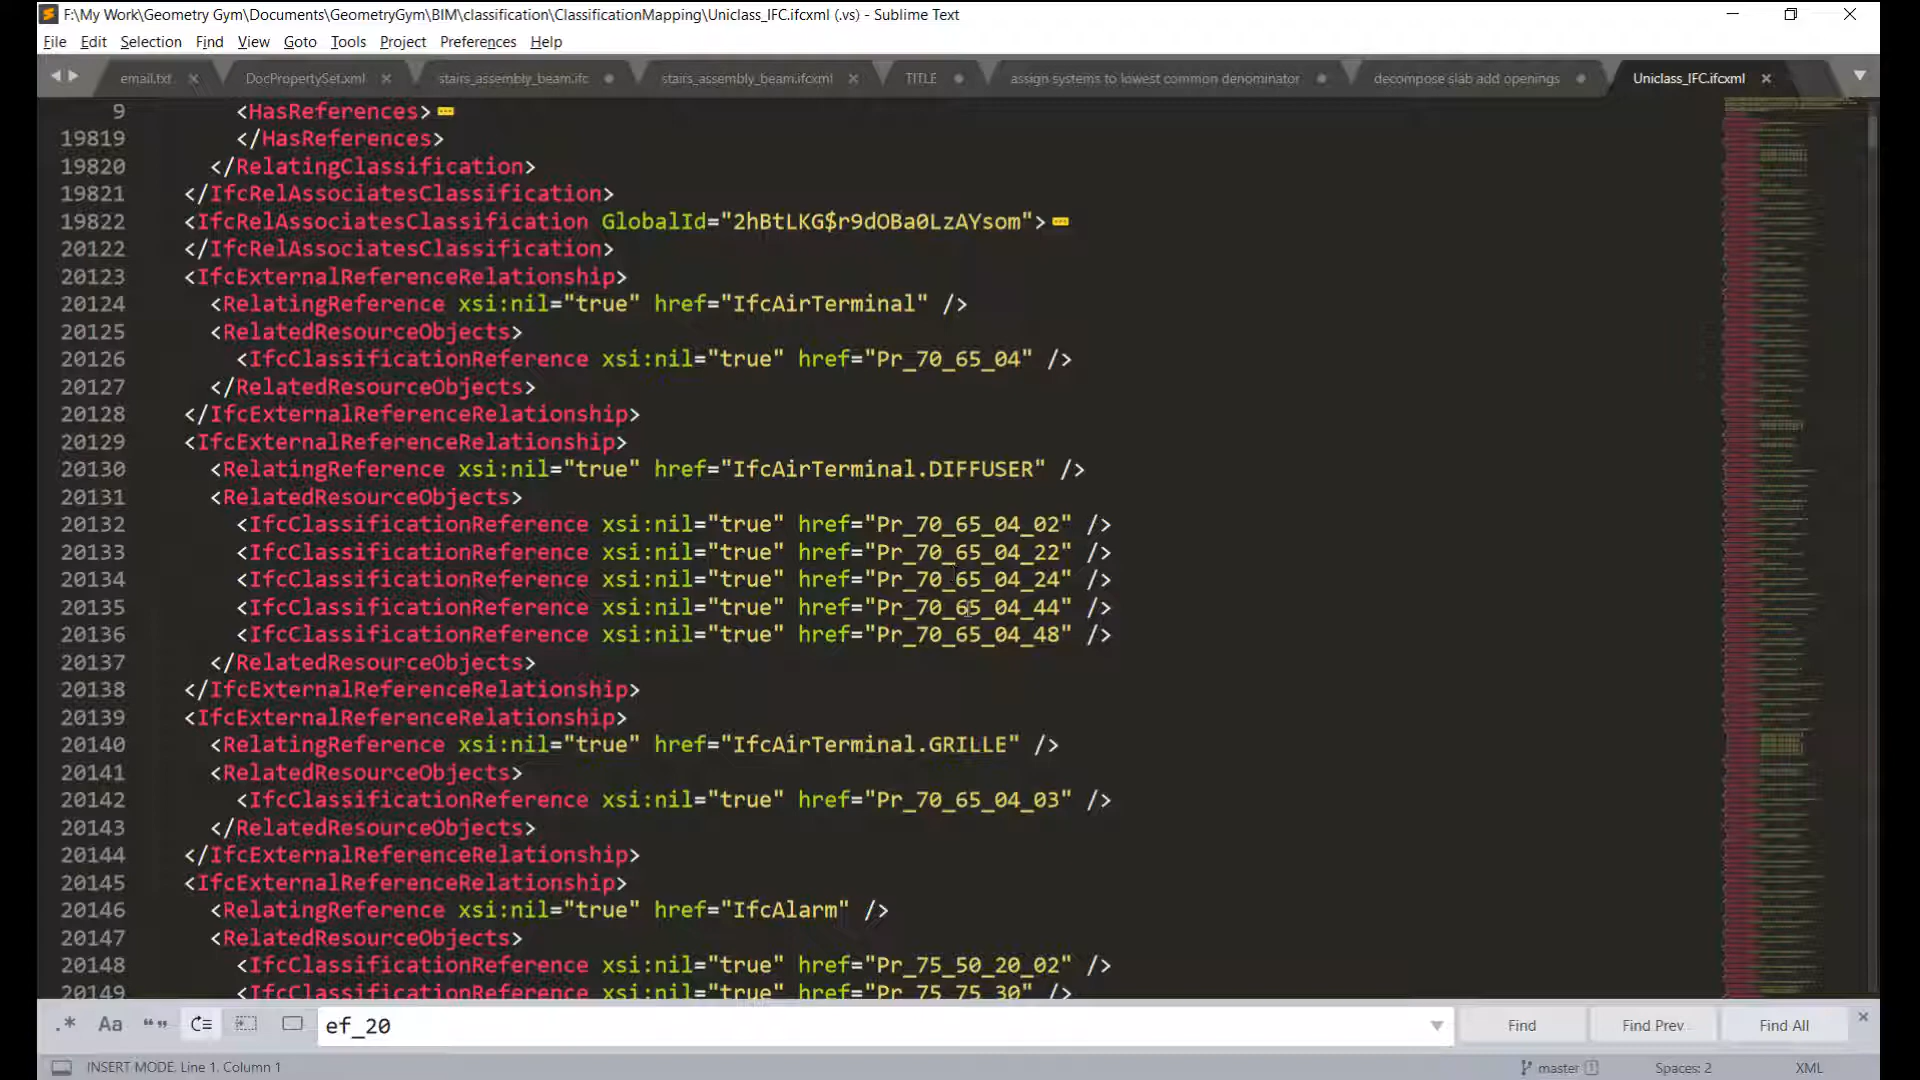 F:\My Work\Geometry Gym\Documents\GeometryGym\BIM\classification\ClassificationMapping\Uniclass_IFC.ifcxml (.vs) - Sublime Text
File Edit Selection Find View Goto Tools Project Preferences Help
email.txt DocPropertySet.xml stairs_assembly_beam.ifc stairs_assembly_beam.ifcxml TITLE assign systems to lowest common denominator decompose slab add openings Uniclass_IFC.ifcxml
9 <HasReferences>
19819 </HasReferences>
19820 </RelatingClassification>
19821 </IfcRelAssociatesClassification>
19822 <IfcRelAssociatesClassification GlobalId="2hBtLKG$r9dOBa0LzAYsom">
20122 </IfcRelAssociatesClassification>
20123 <IfcExternalReferenceRelationship>
20124 <RelatingReference xsi:nil="true" href="IfcAirTerminal" />
20125 <RelatedResourceObjects>
20126 <IfcClassificationReference xsi:nil="true" href="Pr_70_65_04" />
20127 </RelatedResourceObjects>
20128 </IfcExternalReferenceRelationship>
20129 <IfcExternalReferenceRelationship>
20130 <RelatingReference xsi:nil="true" href="IfcAirTerminal.DIFFUSER" />
20131 <RelatedResourceObjects>
20132 <IfcClassificationReference xsi:nil="true" href="Pr_70_65_04_02" />
20133 <IfcClassificationReference xsi:nil="true" href="Pr_70_65_04_22" />
20134 <IfcClassificationReference xsi:nil="true" href="Pr_70_65_04_24" />
20135 <IfcClassificationReference xsi:nil="true" href="Pr_70_65_04_44" />
20136 <IfcClassificationReference xsi:nil="true" href="Pr_70_65_04_48" />
20137 </RelatedResourceObjects>
20138 </IfcExternalReferenceRelationship>
20139 <IfcExternalReferenceRelationship>
20140 <RelatingReference xsi:nil="true" href="IfcAirTerminal.GRILLE" />
20141 <RelatedResourceObjects>
20142 <IfcClassificationReference xsi:nil="true" href="Pr_70_65_04_03" />
20143 </RelatedResourceObjects>
20144 </IfcExternalReferenceRelationship>
20145 <IfcExternalReferenceRelationship>
20146 <RelatingReference xsi:nil="true" href="IfcAlarm" />
20147 <RelatedResourceObjects>
20148 <IfcClassificationReference xsi:nil="true" href="Pr_75_50_20_02" />
20149 <IfcClassificationReference xsi:nil="true" href="Pr_75_75_30" />
.* Aa “” ef_20 Find Find Prev Find All
INSERT MODE, Line 1, Column 1 master 1 Spaces: 2 XML